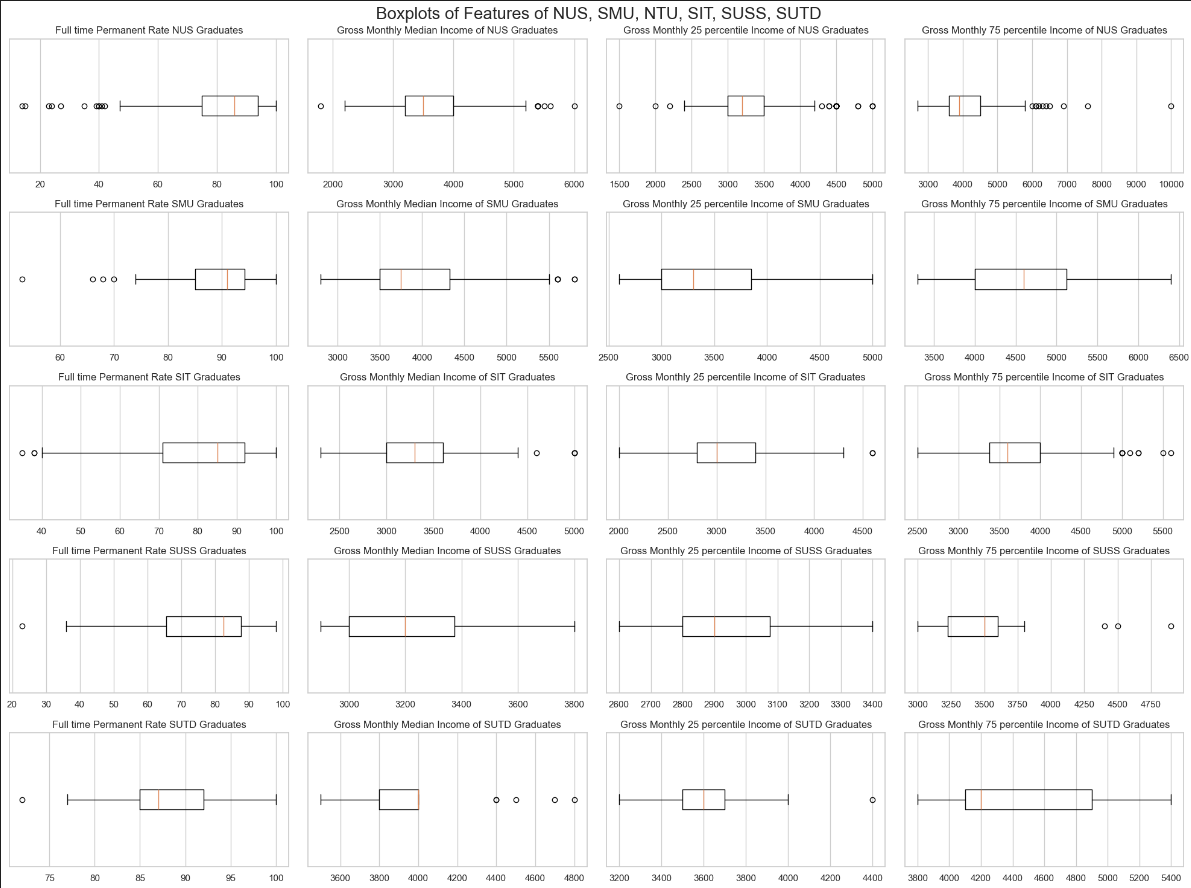 Boxplots of Features of NUS, SMU, NTU, SIT, SUSS, SUTD
Full time Permanent Rate NUS Graduates
20 40 60 80 100
Gross Monthly Median Income of NUS Graduates
2000 3000 4000 5000 6000
Gross Monthly 25 percentile Income of NUS Graduates
1500 2000 2500 3000 3500 4000 4500 5000
Gross Monthly 75 percentile Income of NUS Graduates
3000 4000 5000 6000 7000 8000 9000 10000
Full time Permanent Rate SMU Graduates
60 70 80 90 100
Gross Monthly Median Income of SMU Graduates
3000 3500 4000 4500 5000 5500
Gross Monthly 25 percentile Income of SMU Graduates
2500 3000 3500 4000 4500 5000
Gross Monthly 75 percentile Income of SMU Graduates
3500 4000 4500 5000 5500 6000 6500
Full time Permanent Rate SIT Graduates
40 50 60 70 80 90 100
Gross Monthly Median Income of SIT Graduates
2500 3000 3500 4000 4500 5000
Gross Monthly 25 percentile Income of SIT Graduates
2000 2500 3000 3500 4000 4500
Gross Monthly 75 percentile Income of SIT Graduates
2500 3000 3500 4000 4500 5000 5500
Full time Permanent Rate SUSS Graduates
20 30 40 50 60 70 80 90 100
Gross Monthly Median Income of SUSS Graduates
3000 3200 3400 3600 3800
Gross Monthly 25 percentile Income of SUSS Graduates
2600 2700 2800 2900 3000 3100 3200 3300 3400
Gross Monthly 75 percentile Income of SUSS Graduates
3000 3250 3500 3750 4000 4250 4500 4750
Full time Permanent Rate SUTD Graduates
75 80 85 90 95 100
Gross Monthly Median Income of SUTD Graduates
3600 3800 4000 4200 4400 4600 4800
Gross Monthly 25 percentile Income of SUTD Graduates
3200 3400 3600 3800 4000 4200 4400
Gross Monthly 75 percentile Income of SUTD Graduates
3800 4000 4200 4400 4600 4800 5000 5200 5400